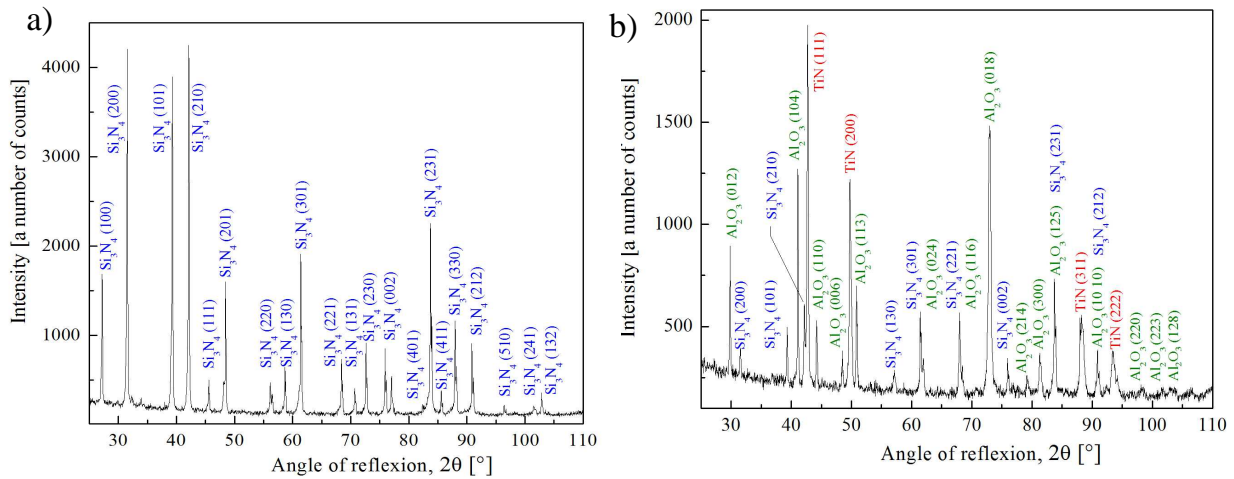 a)
Intensity [a number of counts]
4000
3000
2000
1000
Si₃N₄ (100)
Si₃N₄ (200)
Si₃N₄ (101)
Si₃N₄ (210)
Si₃N₄ (111)
Si₃N₄ (201)
Si₃N₄ (220)
Si₃N₄ (130)
Si₃N₄ (301)
Si₃N₄ (221)
Si₃N₄ (131)
Si₃N₄ (230)
Si₃N₄ (002)
Si₃N₄ (401)
Si₃N₄ (231)
Si₃N₄ (411)
Si₃N₄ (330)
Si₃N₄ (212)
Si₃N₄ (510)
Si₃N₄ (241)
Si₃N₄ (132)
30 40 50 60 70 80 90 100 110
Angle of reflexion, 2θ [°]
b)
Intensity [a number of counts]
2000
1500
1000
500
Al₂O₃ (012)
Si₃N₄ (200)
Si₃N₄ (101)
Si₃N₄ (210)
Al₂O₃ (104)
TiN (111)
Al₂O₃ (110)
Al₂O₃ (006)
TiN (200)
Al₂O₃ (113)
Si₃N₄ (130)
Si₃N₄ (301)
Al₂O₃ (024)
Si₃N₄ (221)
Al₂O₃ (116)
Al₂O₃ (018)
Si₃N₄ (002)
Al₂O₃ (214)
Al₂O₃ (300)
Si₃N₄ (231)
Al₂O₃ (125)
TiN (311)
Si₃N₄ (212)
Al₂O₃ (10 10)
TiN (222)
Al₂O₃ (220)
Al₂O₃ (223)
Al₂O₃ (128)
30 40 50 60 70 80 90 100 110
Angle of reflexion, 2θ [°]